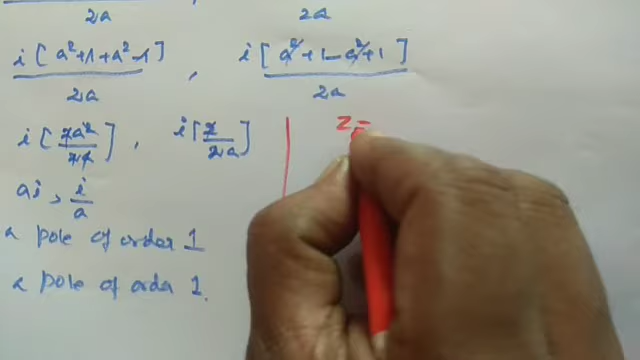 2a 2a
i[a²+1+a²-1] / 2a , i[a²+1-a²+1] / 2a
i[2a²/2a] , i[2/2a]
ai, i/a
a pole of order 1
a pole of orda 1.
z=